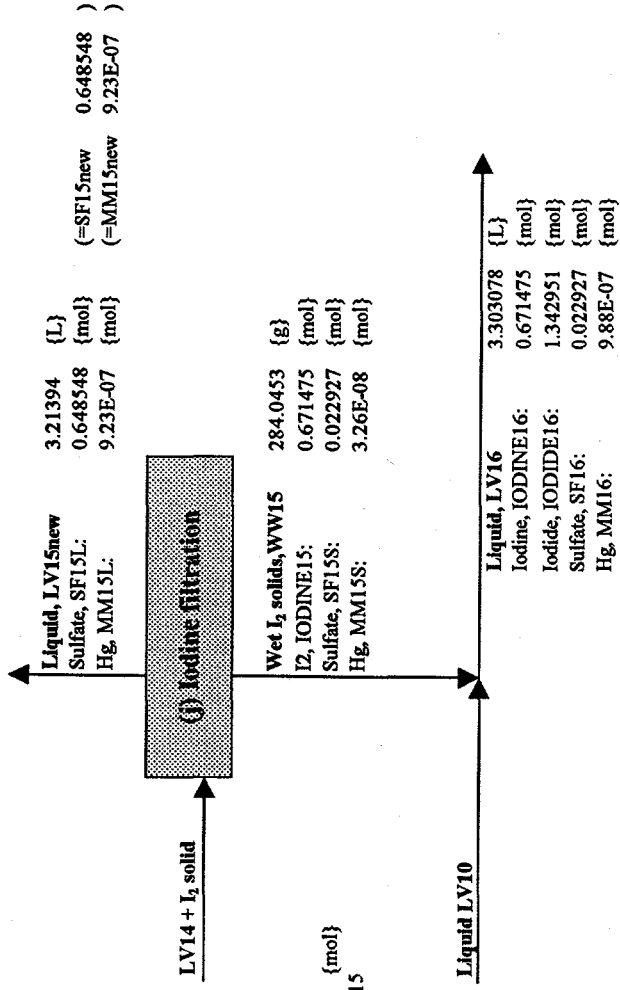 Liquid, LV15new 3.21394 {L}
Sulfate, SF15L: 0.648548 {mol} (=SF15new 0.648548 )
Hg, MM15L: 9.23E-07 {mol} (=MM15new 9.23E-07 )
(j) Iodine filtration
LV14 + I₂ solid
Wet I₂ solids,WW15 284.0453 {g}
I2, IODINE15: 0.671475 {mol}
Sulfate, SF15S: 0.022927 {mol}
Hg, MM15S: 3.26E-08 {mol}
{mol}
15
Liquid LV10
Liquid, LV16 3.303078 {L}
Iodine, IODINE16: 0.671475 {mol}
Iodide, IODIDE16: 1.342951 {mol}
Sulfate, SF16: 0.022927 {mol}
Hg, MM16: 9.88E-07 {mol}